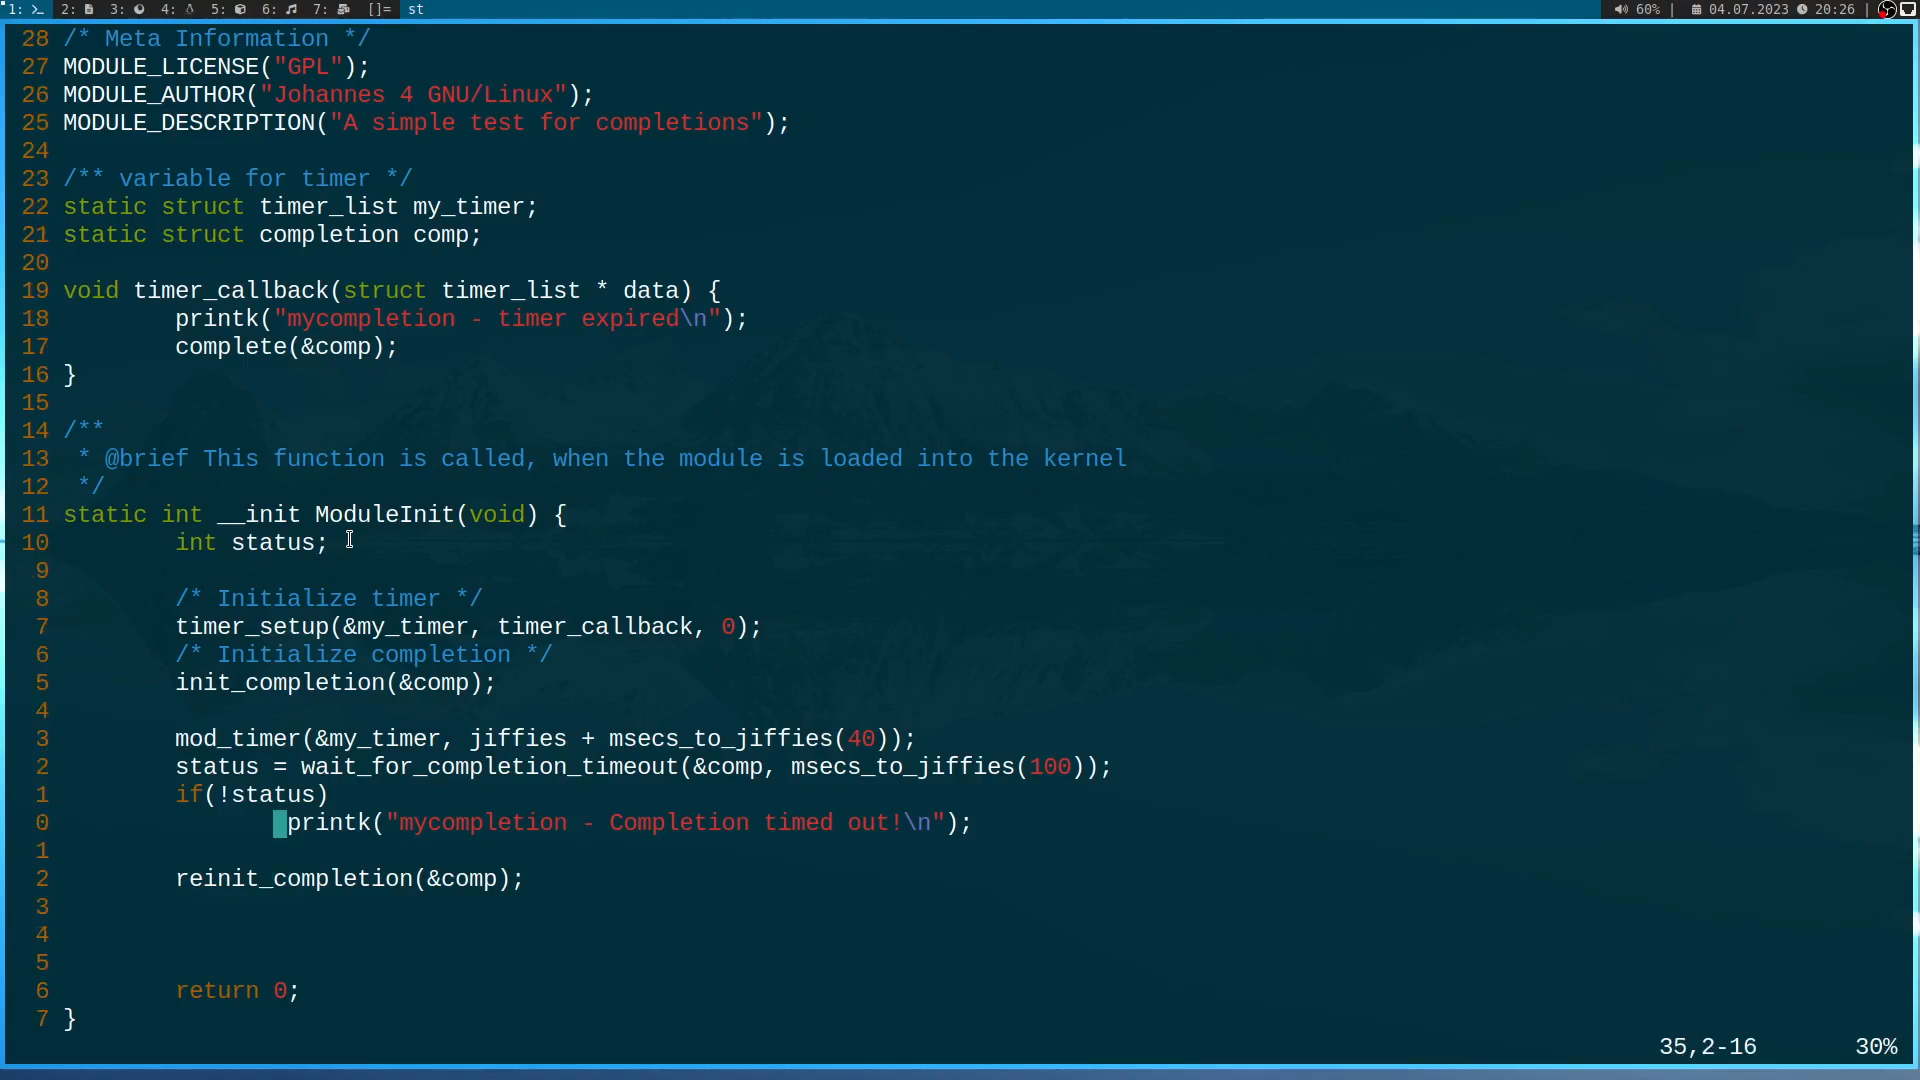 1: 2: 3: 4: 5: 6: 7: []= st 60% | 04.07.2023 20:26 |
28 /* Meta Information */
27 MODULE_LICENSE("GPL");
26 MODULE_AUTHOR("Johannes 4 GNU/Linux");
25 MODULE_DESCRIPTION("A simple test for completions");
24
23 /** variable for timer */
22 static struct timer_list my_timer;
21 static struct completion comp;
20
19 void timer_callback(struct timer_list * data) {
18         printk("mycompletion - timer expired\n");
17         complete(&comp);
16 }
15
14 /**
13  * @brief This function is called, when the module is loaded into the kernel
12  */
11 static int __init ModuleInit(void) {
10         int status;
9
8         /* Initialize timer */
7         timer_setup(&my_timer, timer_callback, 0);
6         /* Initialize completion */
5         init_completion(&comp);
4
3         mod_timer(&my_timer, jiffies + msecs_to_jiffies(40));
2         status = wait_for_completion_timeout(&comp, msecs_to_jiffies(100));
1         if(!status)
0                 printk("mycompletion - Completion timed out!\n");
1
2         reinit_completion(&comp);
3
4
5
6         return 0;
7 }
35,2-16 30%